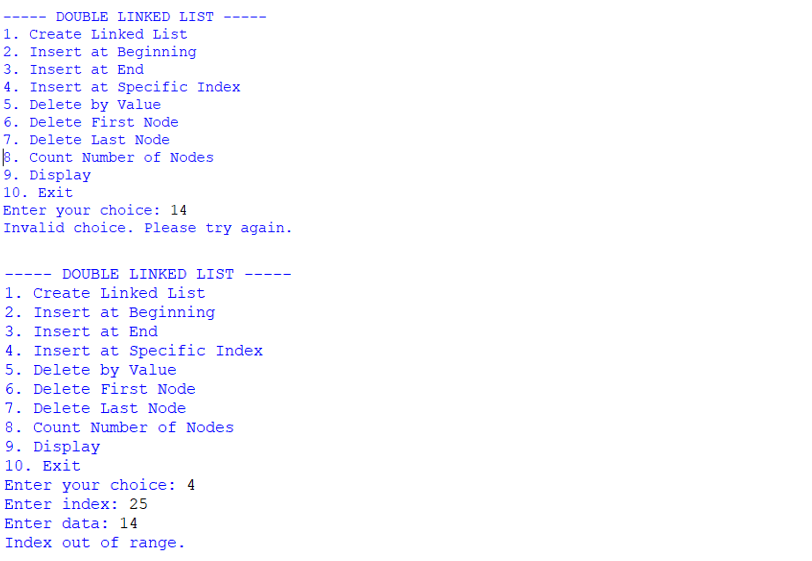 ----- DOUBLE LINKED LIST -----
1. Create Linked List
2. Insert at Beginning
3. Insert at End
4. Insert at Specific Index
5. Delete by Value
6. Delete First Node
7. Delete Last Node
8. Count Number of Nodes
9. Display
10. Exit
Enter your choice: 14
Invalid choice. Please try again.
----- DOUBLE LINKED LIST -----
1. Create Linked List
2. Insert at Beginning
3. Insert at End
4. Insert at Specific Index
5. Delete by Value
6. Delete First Node
7. Delete Last Node
8. Count Number of Nodes
9. Display
10. Exit
Enter your choice: 4
Enter index: 25
Enter data: 14
Index out of range.